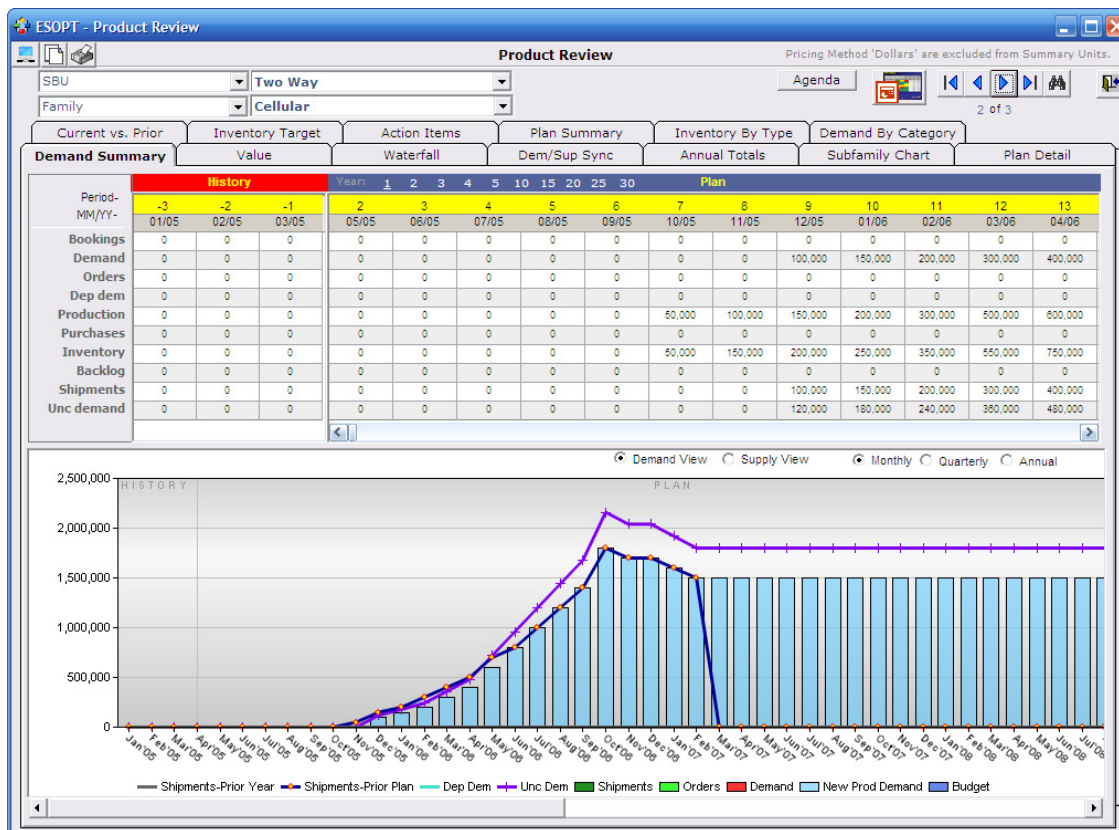 ESOPT - Product Review
Product Review
Pricing Method 'Dollars' are excluded from Summary Units.
SBU Two Way Agenda
Family Cellular 2 of 3
Current vs. Prior Inventory Target Action Items Plan Summary Inventory By Type Demand By Category
Demand Summary Value Waterfall Dem/Sup Sync Annual Totals Subfamily Chart Plan Detail
History Year: 1 2 3 4 5 10 15 20 25 30 Plan
Period- -3 -2 -1 2 3 4 5 6 7 8 9 10 11 12 13
MM/YY- 01/05 02/05 03/05 05/05 06/05 07/05 08/05 09/05 10/05 11/05 12/05 01/06 02/06 03/06 04/06
Bookings 0 0 0 0 0 0 0 0 0 0 0 0 0 0 0
Demand 0 0 0 0 0 0 0 0 0 0 100,000 150,000 200,000 300,000 400,000
Orders 0 0 0 0 0 0 0 0 0 0 0 0 0 0 0
Dep dem 0 0 0 0 0 0 0 0 0 0 0 0 0 0 0
Production 0 0 0 0 0 0 0 0 50,000 100,000 150,000 200,000 300,000 500,000 600,000
Purchases 0 0 0 0 0 0 0 0 0 0 0 0 0 0 0
Inventory 0 0 0 0 0 0 0 0 50,000 150,000 200,000 250,000 350,000 550,000 750,000
Backlog 0 0 0 0 0 0 0 0 0 0 0 0 0 0 0
Shipments 0 0 0 0 0 0 0 0 0 0 100,000 150,000 200,000 300,000 400,000
Unc demand 0 0 0 0 0 0 0 0 0 0 120,000 180,000 240,000 360,000 480,000
Demand View Supply View Monthly Quarterly Annual
HISTORY PLAN
2,500,000
2,000,000
1,500,000
1,000,000
500,000
0
Jan'05 Feb'05 Mar'05 Apr'05 May'05 Jun'05 Jul'05 Aug'05 Sep'05 Oct'05 Nov'05 Dec'05 Jan'06 Feb'06 Mar'06 Apr'06 May'06 Jun'06 Jul'06 Aug'06 Sep'06 Oct'06 Nov'06 Dec'06 Jan'07 Feb'07 Mar'07 Apr'07 May'07 Jun'07 Jul'07 Aug'07 Sep'07 Oct'07 Nov'07 Dec'07 Jan'08 Feb'08 Mar'08 Apr'08 May'08 Jun'08 Jul'08
Shipments-Prior Year Shipments-Prior Plan Dep Dem Unc Dem Shipments Orders Demand New Prod Demand Budget